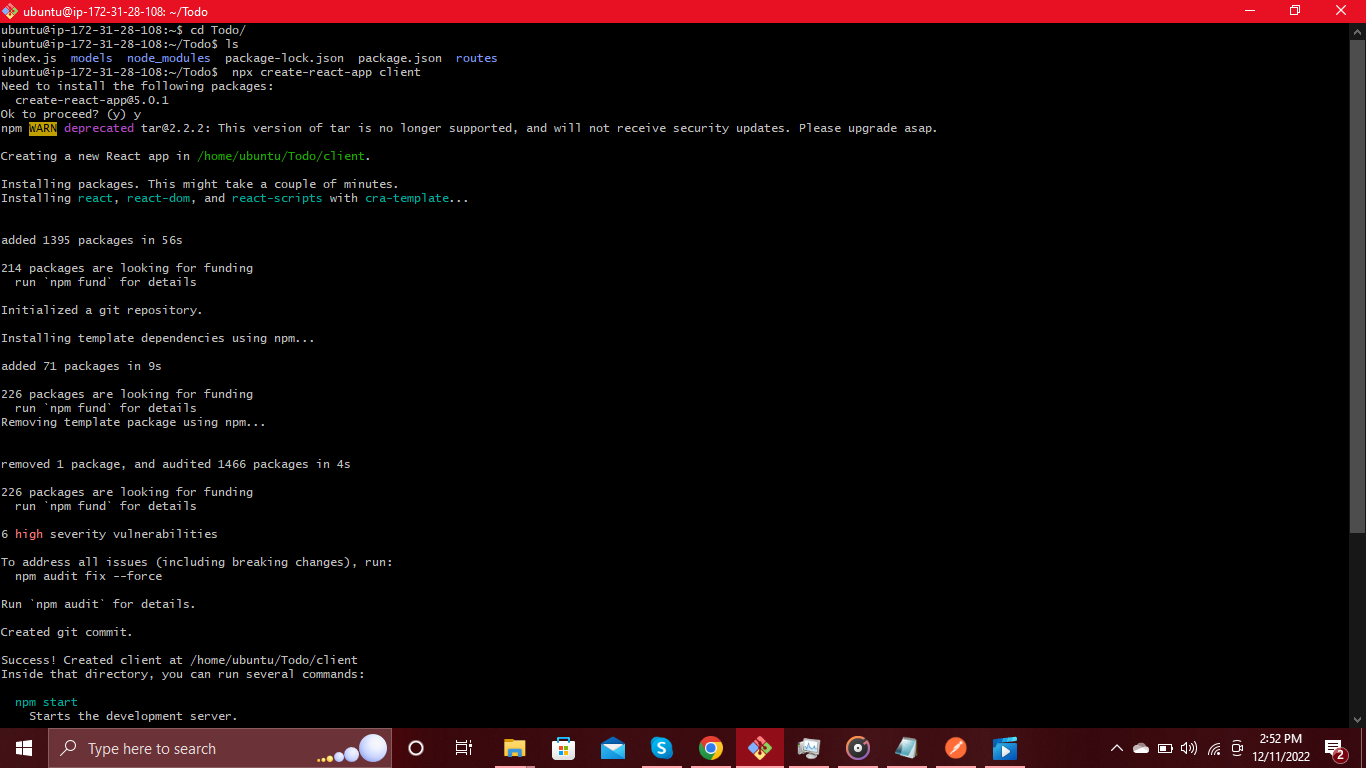 ubuntu@ip-172-31-28-108: ~/Todo
ubuntu@ip-172-31-28-108:~$ cd Todo/
ubuntu@ip-172-31-28-108:~/Todo$ ls
index.js  models  node_modules  package-lock.json  package.json  routes
ubuntu@ip-172-31-28-108:~/Todo$  npx create-react-app client
Need to install the following packages:
  create-react-app@5.0.1
Ok to proceed? (y) y
npm WARN deprecated tar@2.2.2: This version of tar is no longer supported, and will not receive security updates. Please upgrade asap.
Creating a new React app in /home/ubuntu/Todo/client.
Installing packages. This might take a couple of minutes.
Installing react, react-dom, and react-scripts with cra-template...
added 1395 packages in 56s
214 packages are looking for funding
  run `npm fund` for details
Initialized a git repository.
Installing template dependencies using npm...
added 71 packages in 9s
226 packages are looking for funding
  run `npm fund` for details
Removing template package using npm...
removed 1 package, and audited 1466 packages in 4s
226 packages are looking for funding
  run `npm fund` for details
6 high severity vulnerabilities
To address all issues (including breaking changes), run:
  npm audit fix --force
Run `npm audit` for details.
Created git commit.
Success! Created client at /home/ubuntu/Todo/client
Inside that directory, you can run several commands:
  npm start
    Starts the development server.
Type here to search
2:52 PM
12/11/2022
2